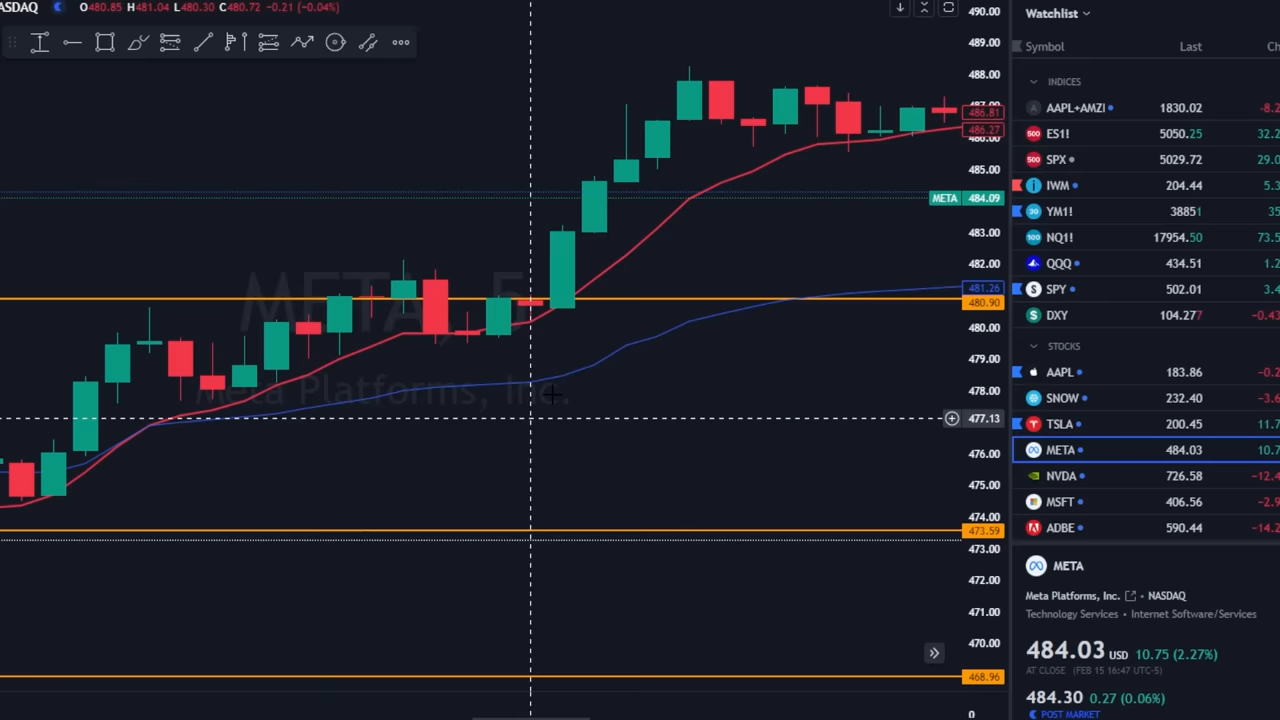 ASDAQ O480.85 H481.04 L480.30 C480.72 -0.21 (-0.04%)
META, 5
Meta Platforms, Inc.
490.00
489.00
488.00
487.00
486.81
486.27
486.00
485.00
META 484.09
483.00
482.00
481.26
480.90
480.00
479.00
478.00
477.13
476.00
475.00
474.00
473.59
473.00
472.00
471.00
470.00
468.96
0
Watchlist
Symbol Last Ch
INDICES
AAPL+AMZI 1830.02 -8.2
ES1! 5050.25 32.2
SPX 5029.72 29.0
IWM 204.44 5.3
YM1! 38851 35
NQ1! 17954.50 73.5
QQQ 434.51 1.2
SPY 502.01 3.4
DXY 104.277 -0.43
STOCKS
AAPL 183.86 -0.2
SNOW 232.40 -3.6
TSLA 200.45 11.7
META 484.03 10.7
NVDA 726.58 -12.4
MSFT 406.56 -2.9
ADBE 590.44 -14.2
META
Meta Platforms, Inc. • NASDAQ
Technology Services • Internet Software/Services
484.03 USD 10.75 (2.27%)
AT CLOSE (FEB 15 16:47 UTC-5)
484.30 0.27 (0.06%)
POST MARKET